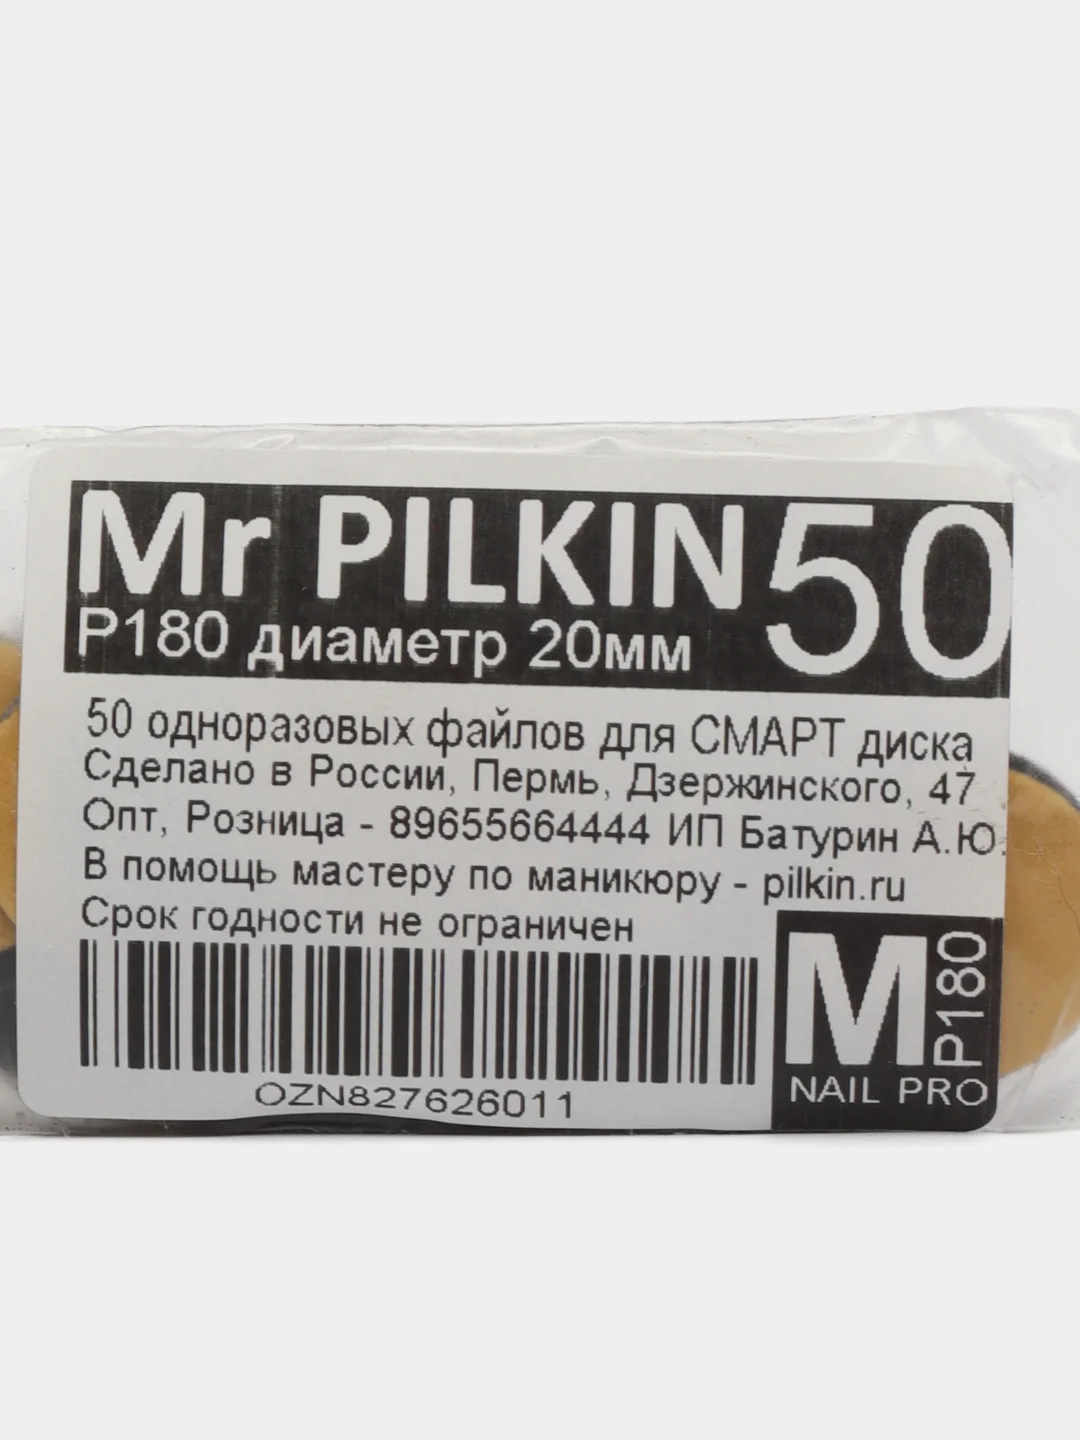 Mr PILKIN 50
P180 диаметр 20мм
50 одноразовых файлов для СМАРТ диска
Сделано в России, Пермь, Дзержинского, 47
Опт, Розница - 89655664444 ИП Батурин А.Ю.
В помощь мастеру по маникюру - pilkin.ru
Срок годности не ограничен
OZN827626011
M
P180
NAIL PRO